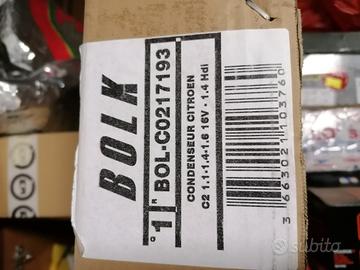 BOLK
Q 1 R BOL-C0217193
CONDENSEUR CITROEN
C2 1.1-1.4-1.6 16V - 1.4 Hdi
3 663021 103760
subito